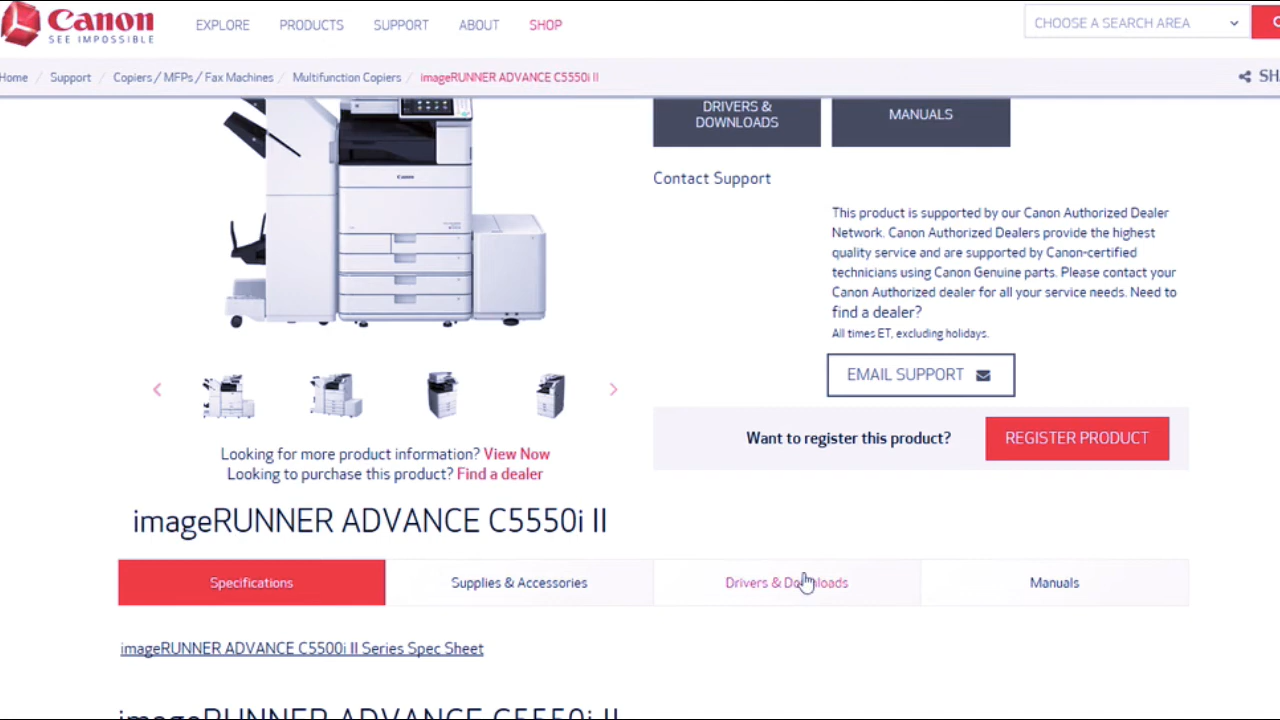 Canon
SEE IMPOSSIBLE
EXPLORE PRODUCTS SUPPORT ABOUT SHOP
CHOOSE A SEARCH AREA
Home / Support / Copiers / MFPs / Fax Machines / Multifunction Copiers / imageRUNNER ADVANCE C5550i II
SH
DRIVERS &
DOWNLOADS
MANUALS
Canon
Contact Support
This product is supported by our Canon Authorized Dealer
Network. Canon Authorized Dealers provide the highest
quality service and are supported by Canon-certified
technicians using Canon Genuine parts. Please contact your
Canon Authorized dealer for all your service needs. Need to
find a dealer?
All times ET, excluding holidays.
EMAIL SUPPORT
Want to register this product?
REGISTER PRODUCT
Looking for more product information? View Now
Looking to purchase this product? Find a dealer
imageRUNNER ADVANCE C5550i II
Specifications
Supplies & Accessories
Drivers & Downloads
Manuals
imageRUNNER ADVANCE C5500i II Series Spec Sheet
imageRUNNER ADVANCE C5550i II